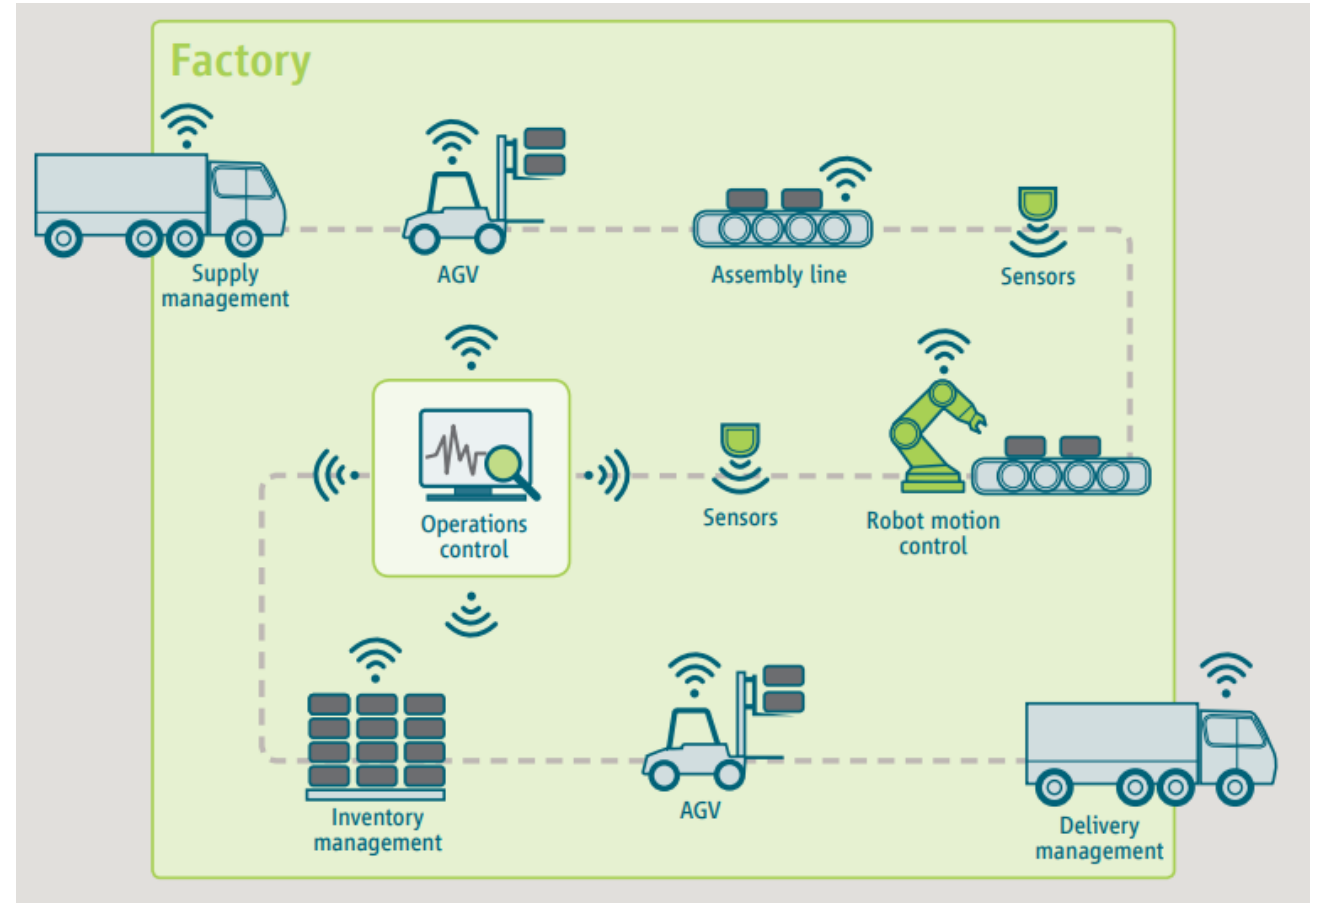 Factory
Supply
management
AGV
Assembly line
Sensors
Operations
control
Sensors
Robot motion
control
Inventory
management
AGV
Delivery
management